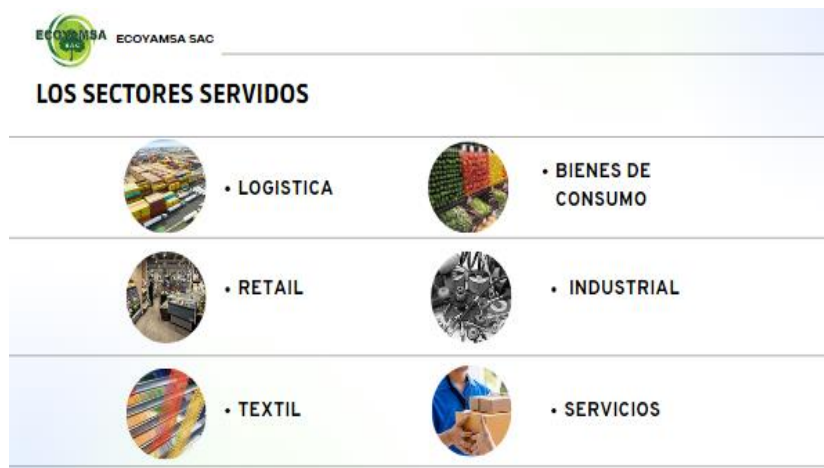 ECOYAMSA
SAC
ECOYAMSA SAC
LOS SECTORES SERVIDOS
• LOGISTICA
• BIENES DE
CONSUMO
• RETAIL
• INDUSTRIAL
• TEXTIL
• SERVICIOS